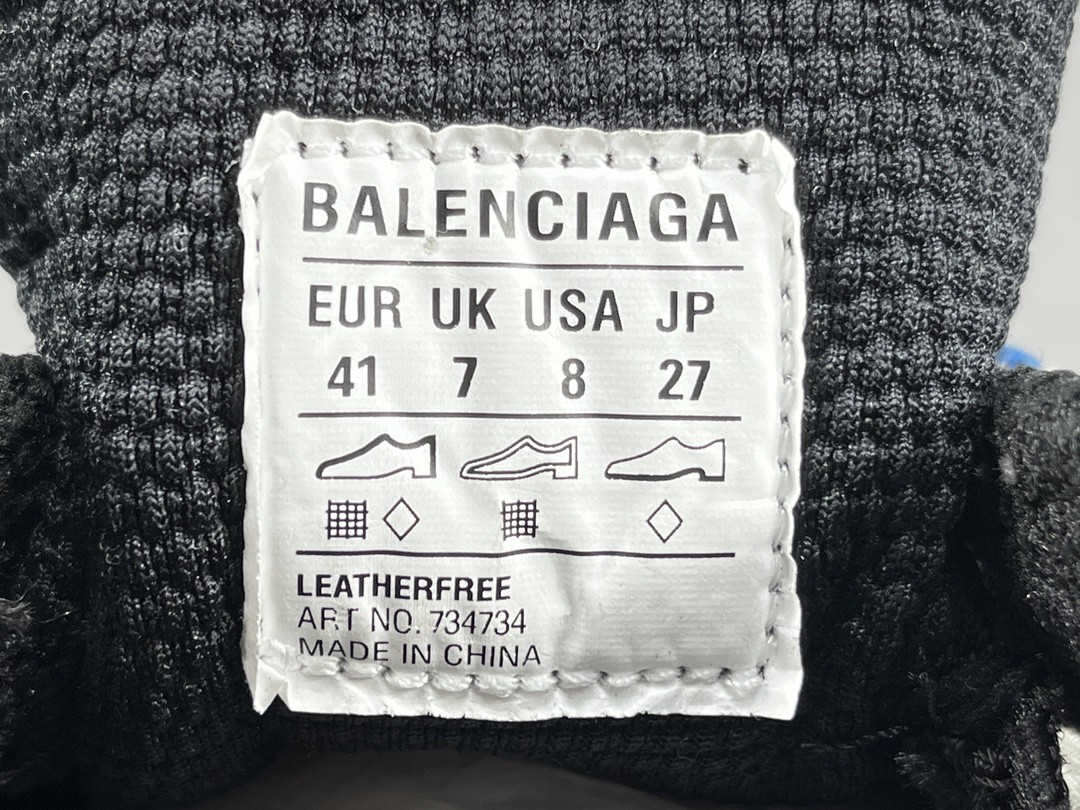 BALENCIAGA
EUR UK USA JP
41 7 8 27
LEATHERFREE
ART NO. 734734
MADE IN CHINA